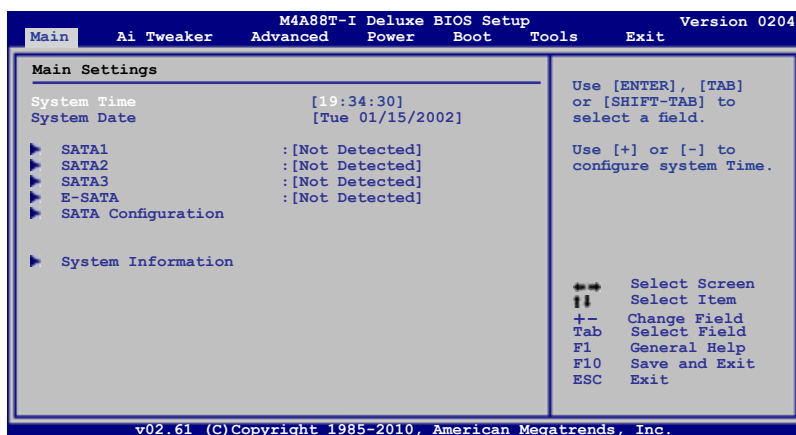 M4A88T-I Deluxe BIOS Setup Version 0204
Main Ai Tweaker Advanced Power Boot Tools Exit
Main Settings
System Time [19:34:30]
System Date [Tue 01/15/2002]
SATA1 :[Not Detected]
SATA2 :[Not Detected]
SATA3 :[Not Detected]
E-SATA :[Not Detected]
SATA Configuration
System Information
Use [ENTER], [TAB]
or [SHIFT-TAB] to
select a field.
Use [+] or [-] to
configure system Time.
←→ Select Screen
↑↓ Select Item
+- Change Field
Tab Select Field
F1 General Help
F10 Save and Exit
ESC Exit
v02.61 (C)Copyright 1985-2010, American Megatrends, Inc.